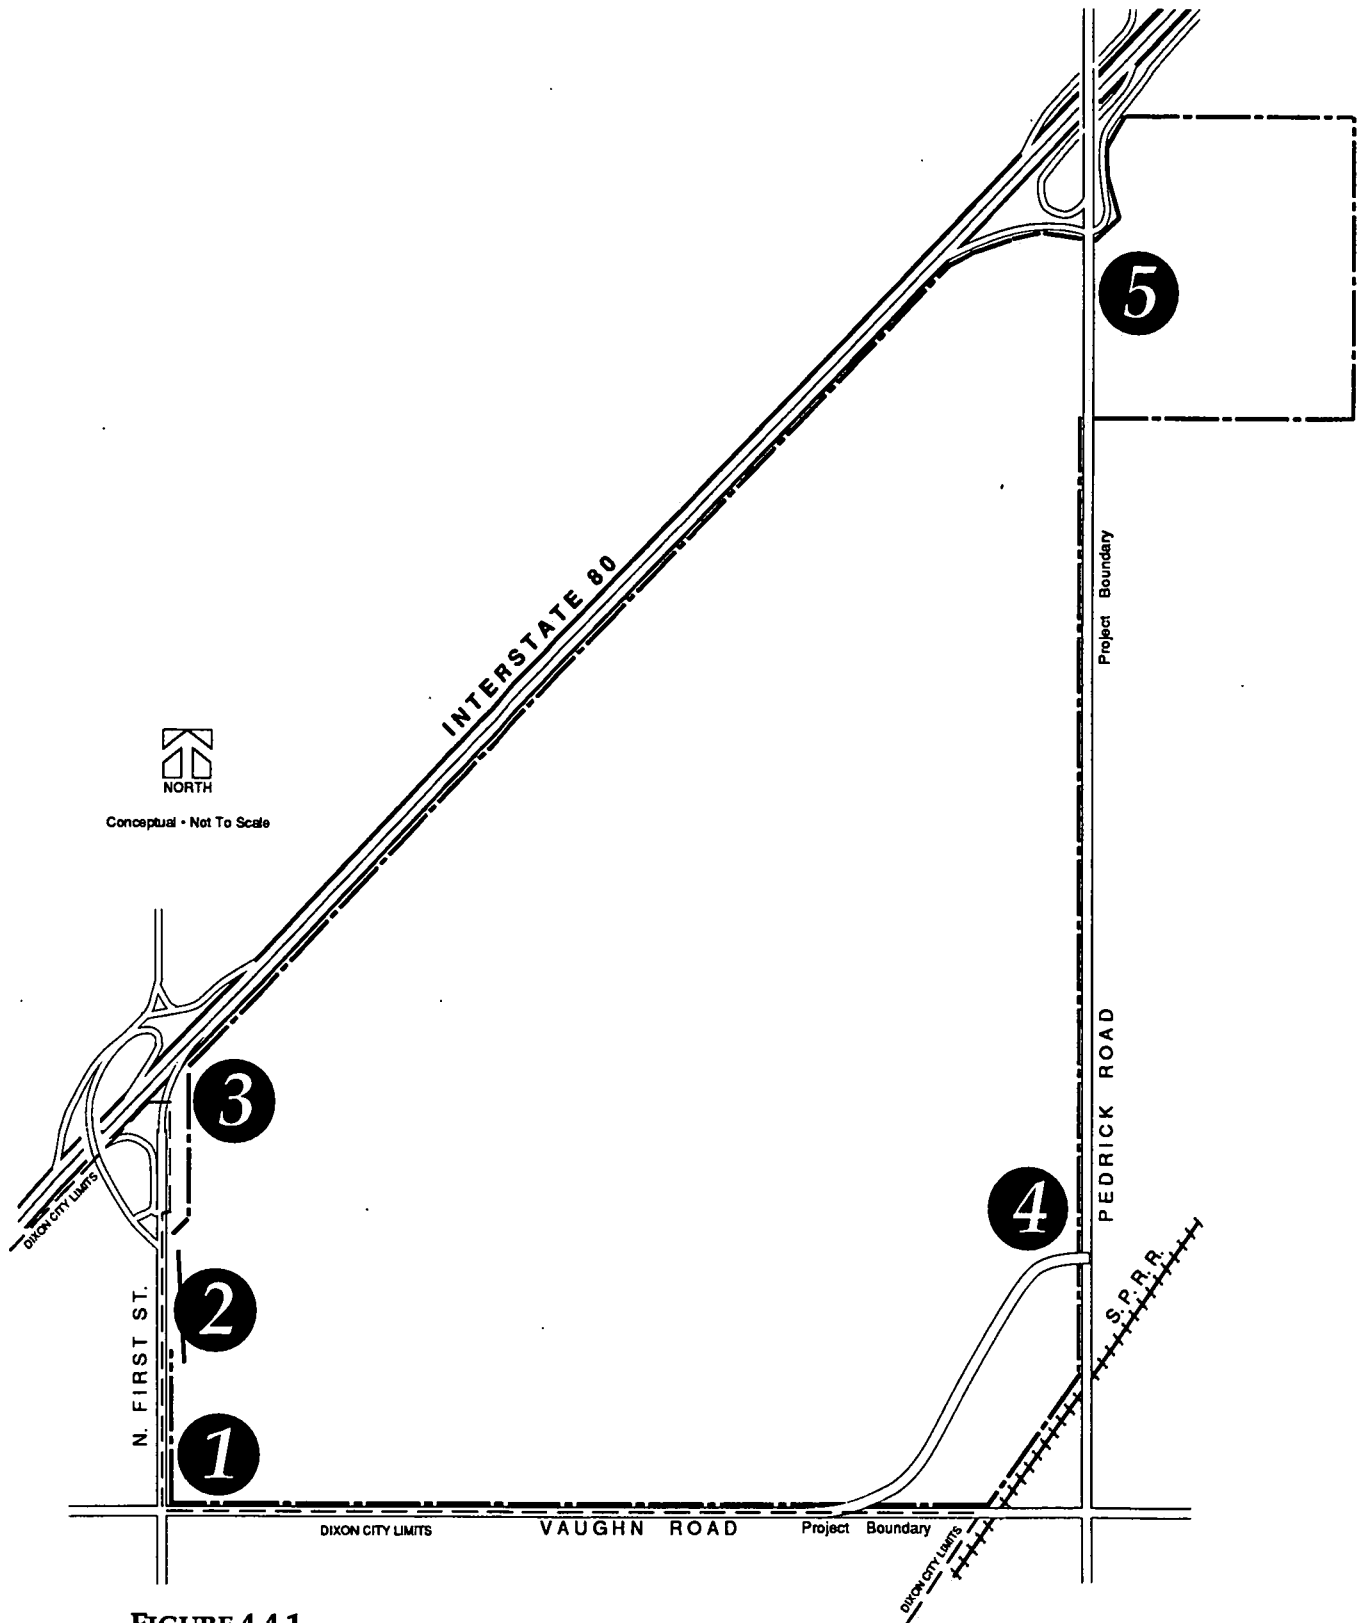 5
Project Boundary
INTERSTATE 80
NORTH
Conceptual • Not To Scale
3
DIXON CITY LIMITS
PEDRICK ROAD
4
S. P. R. R.
2
N. FIRST ST.
1
DIXON CITY LIMITS
VAUGHN ROAD
Project Boundary
DIXON CITY LIMITS
FIGURE 4.4.1